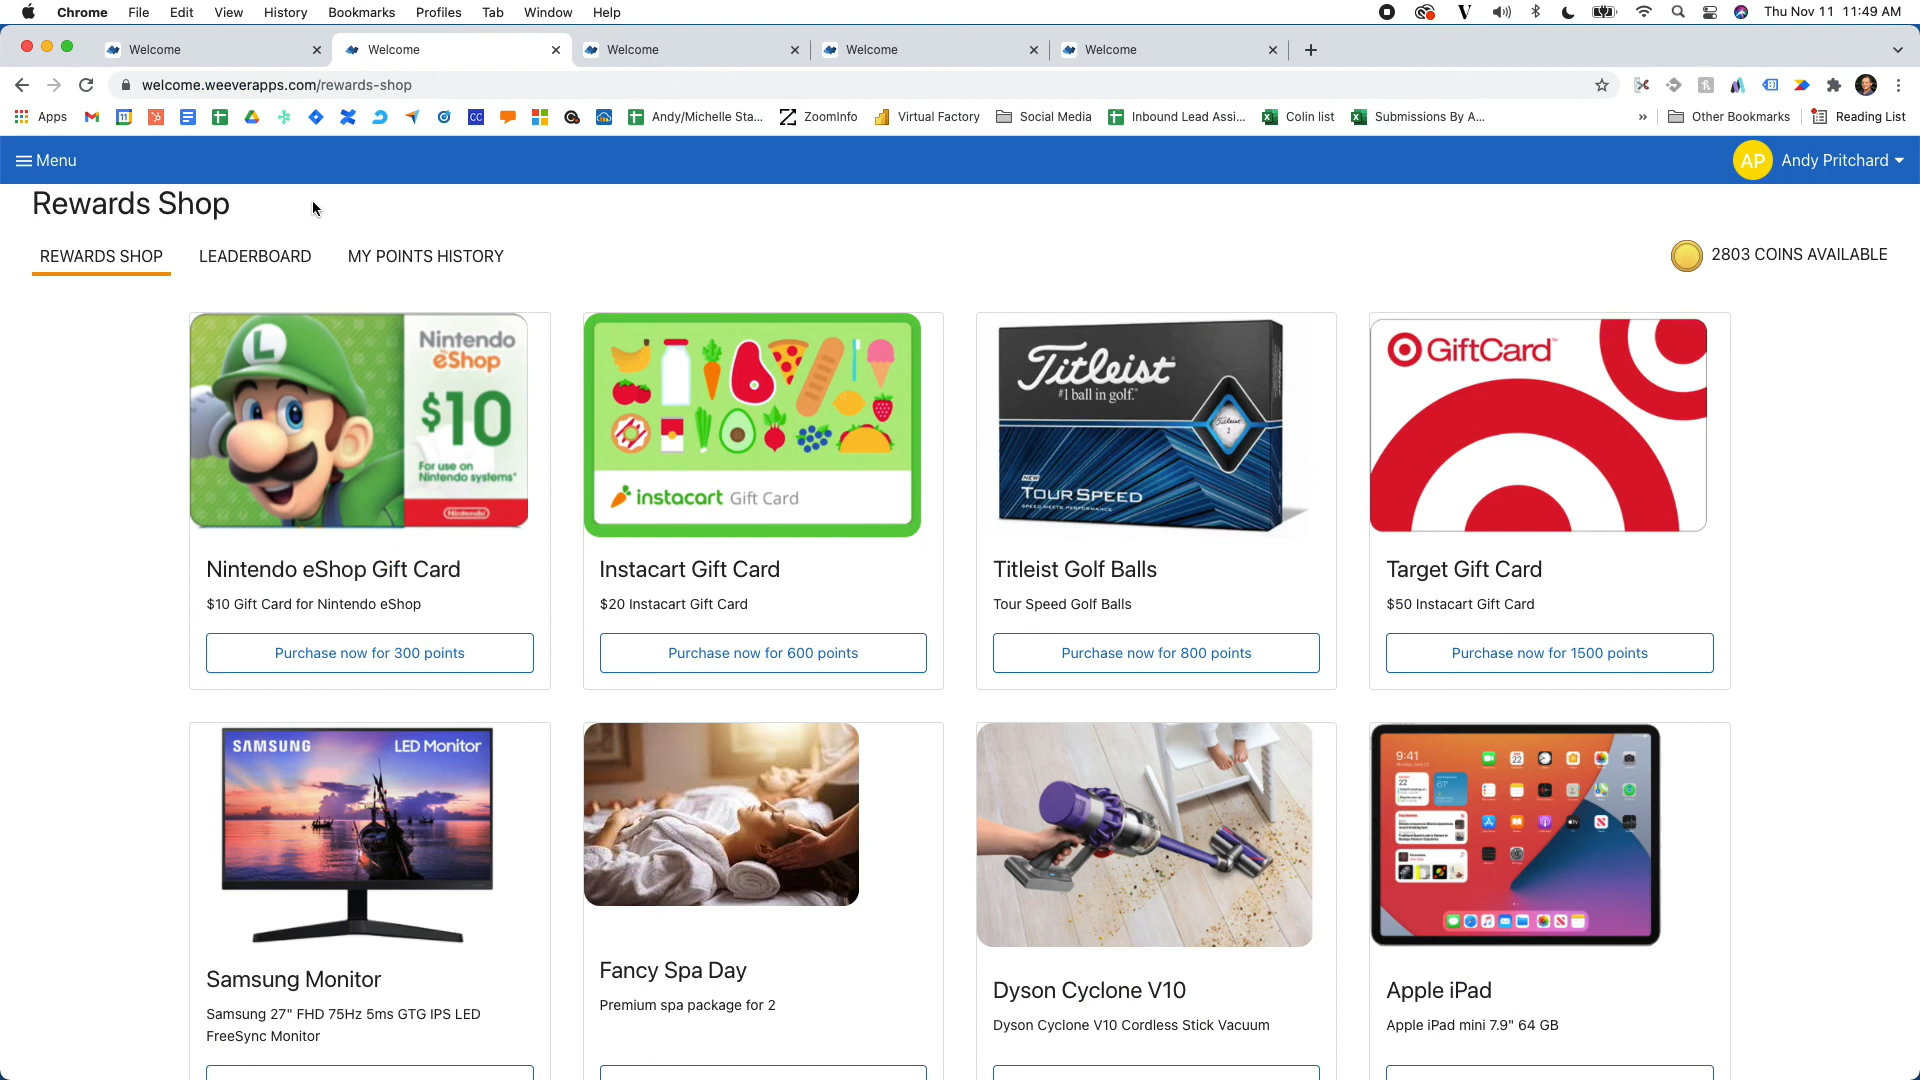 Chrome File Edit View History Bookmarks Profiles Tab Window Help
Thu Nov 11 11:49 AM
Welcome Welcome Welcome Welcome Welcome
welcome.weeverapps.com/rewards-shop
Apps Andy/Michelle Sta... ZoomInfo Virtual Factory Social Media Inbound Lead Assi... Colin list Submissions By A... » Other Bookmarks Reading List
Menu
AP Andy Pritchard
Rewards Shop
REWARDS SHOP LEADERBOARD MY POINTS HISTORY
2803 COINS AVAILABLE
L
Nintendo
eShop
$10
For use on
Nintendo systems*
Nintendo
instacart Gift Card
Titleist
#1 ball in golf.
NEW
TOUR SPEED
SPEED MEETS PERFORMANCE
GiftCard
Nintendo eShop Gift Card
$10 Gift Card for Nintendo eShop
Purchase now for 300 points
Instacart Gift Card
$20 Instacart Gift Card
Purchase now for 600 points
Titleist Golf Balls
Tour Speed Golf Balls
Purchase now for 800 points
Target Gift Card
$50 Instacart Gift Card
Purchase now for 1500 points
SAMSUNG LED Monitor
9:41
Samsung Monitor
Samsung 27" FHD 75Hz 5ms GTG IPS LED
FreeSync Monitor
Fancy Spa Day
Premium spa package for 2
Dyson Cyclone V10
Dyson Cyclone V10 Cordless Stick Vacuum
Apple iPad
Apple iPad mini 7.9" 64 GB